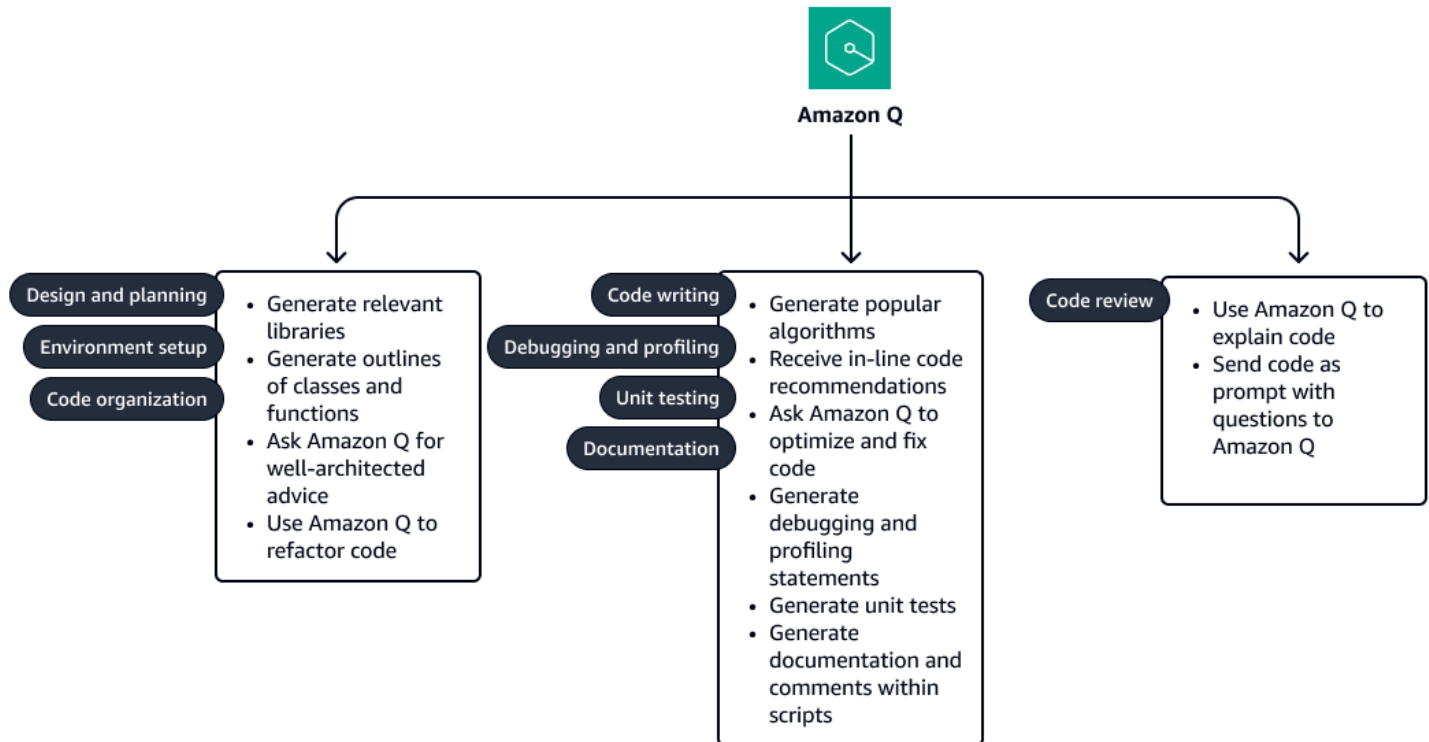 Amazon Q
Design and planning
Environment setup
Code organization
• Generate relevant
libraries
• Generate outlines
of classes and
functions
• Ask Amazon Q for
well-architected
advice
• Use Amazon Q to
refactor code
Code writing
Debugging and profiling
Unit testing
Documentation
• Generate popular
algorithms
• Receive in-line code
recommendations
• Ask Amazon Q to
optimize and fix
code
• Generate
debugging and
profiling
statements
• Generate unit tests
• Generate
documentation and
comments within
scripts
Code review
• Use Amazon Q to
explain code
• Send code as
prompt with
questions to
Amazon Q